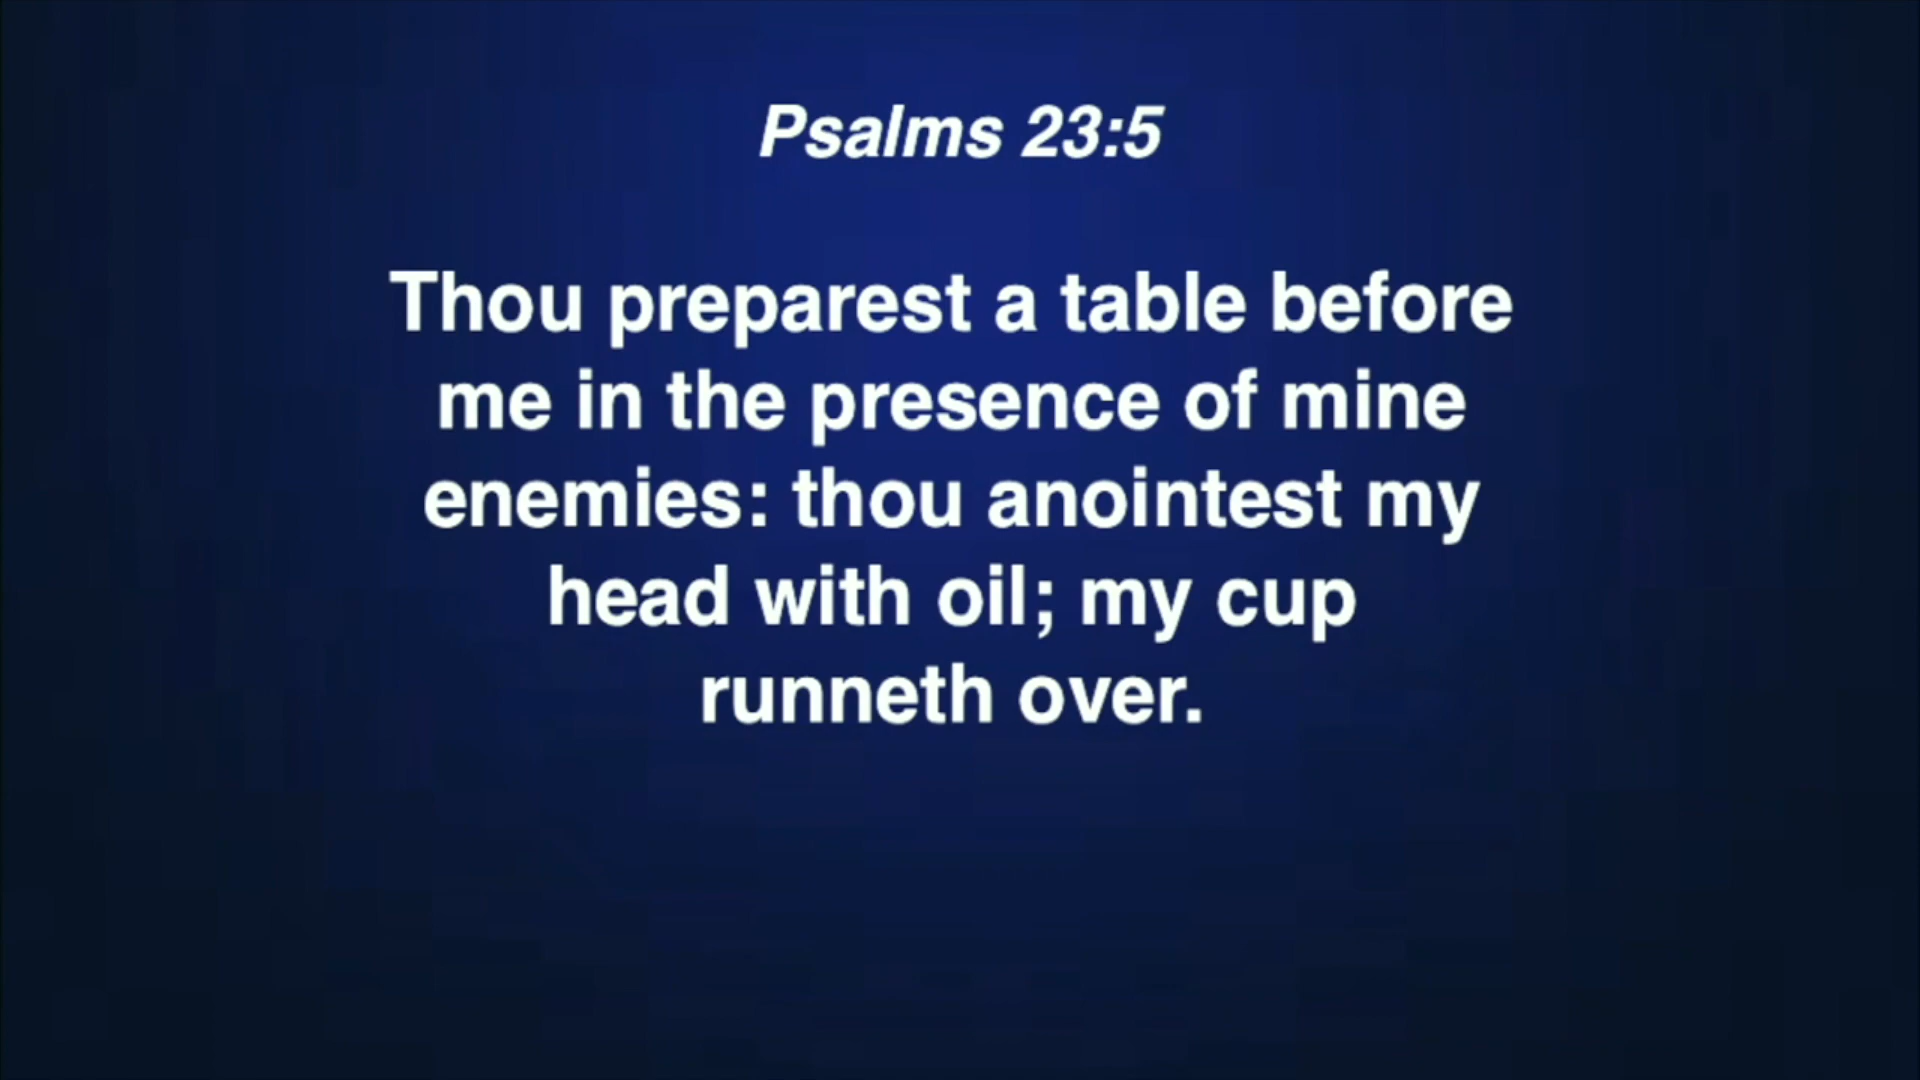 Psalms 23:5
Thou preparest a table before
me in the presence of mine
enemies: thou anointest my
head with oil; my cup
runneth over.